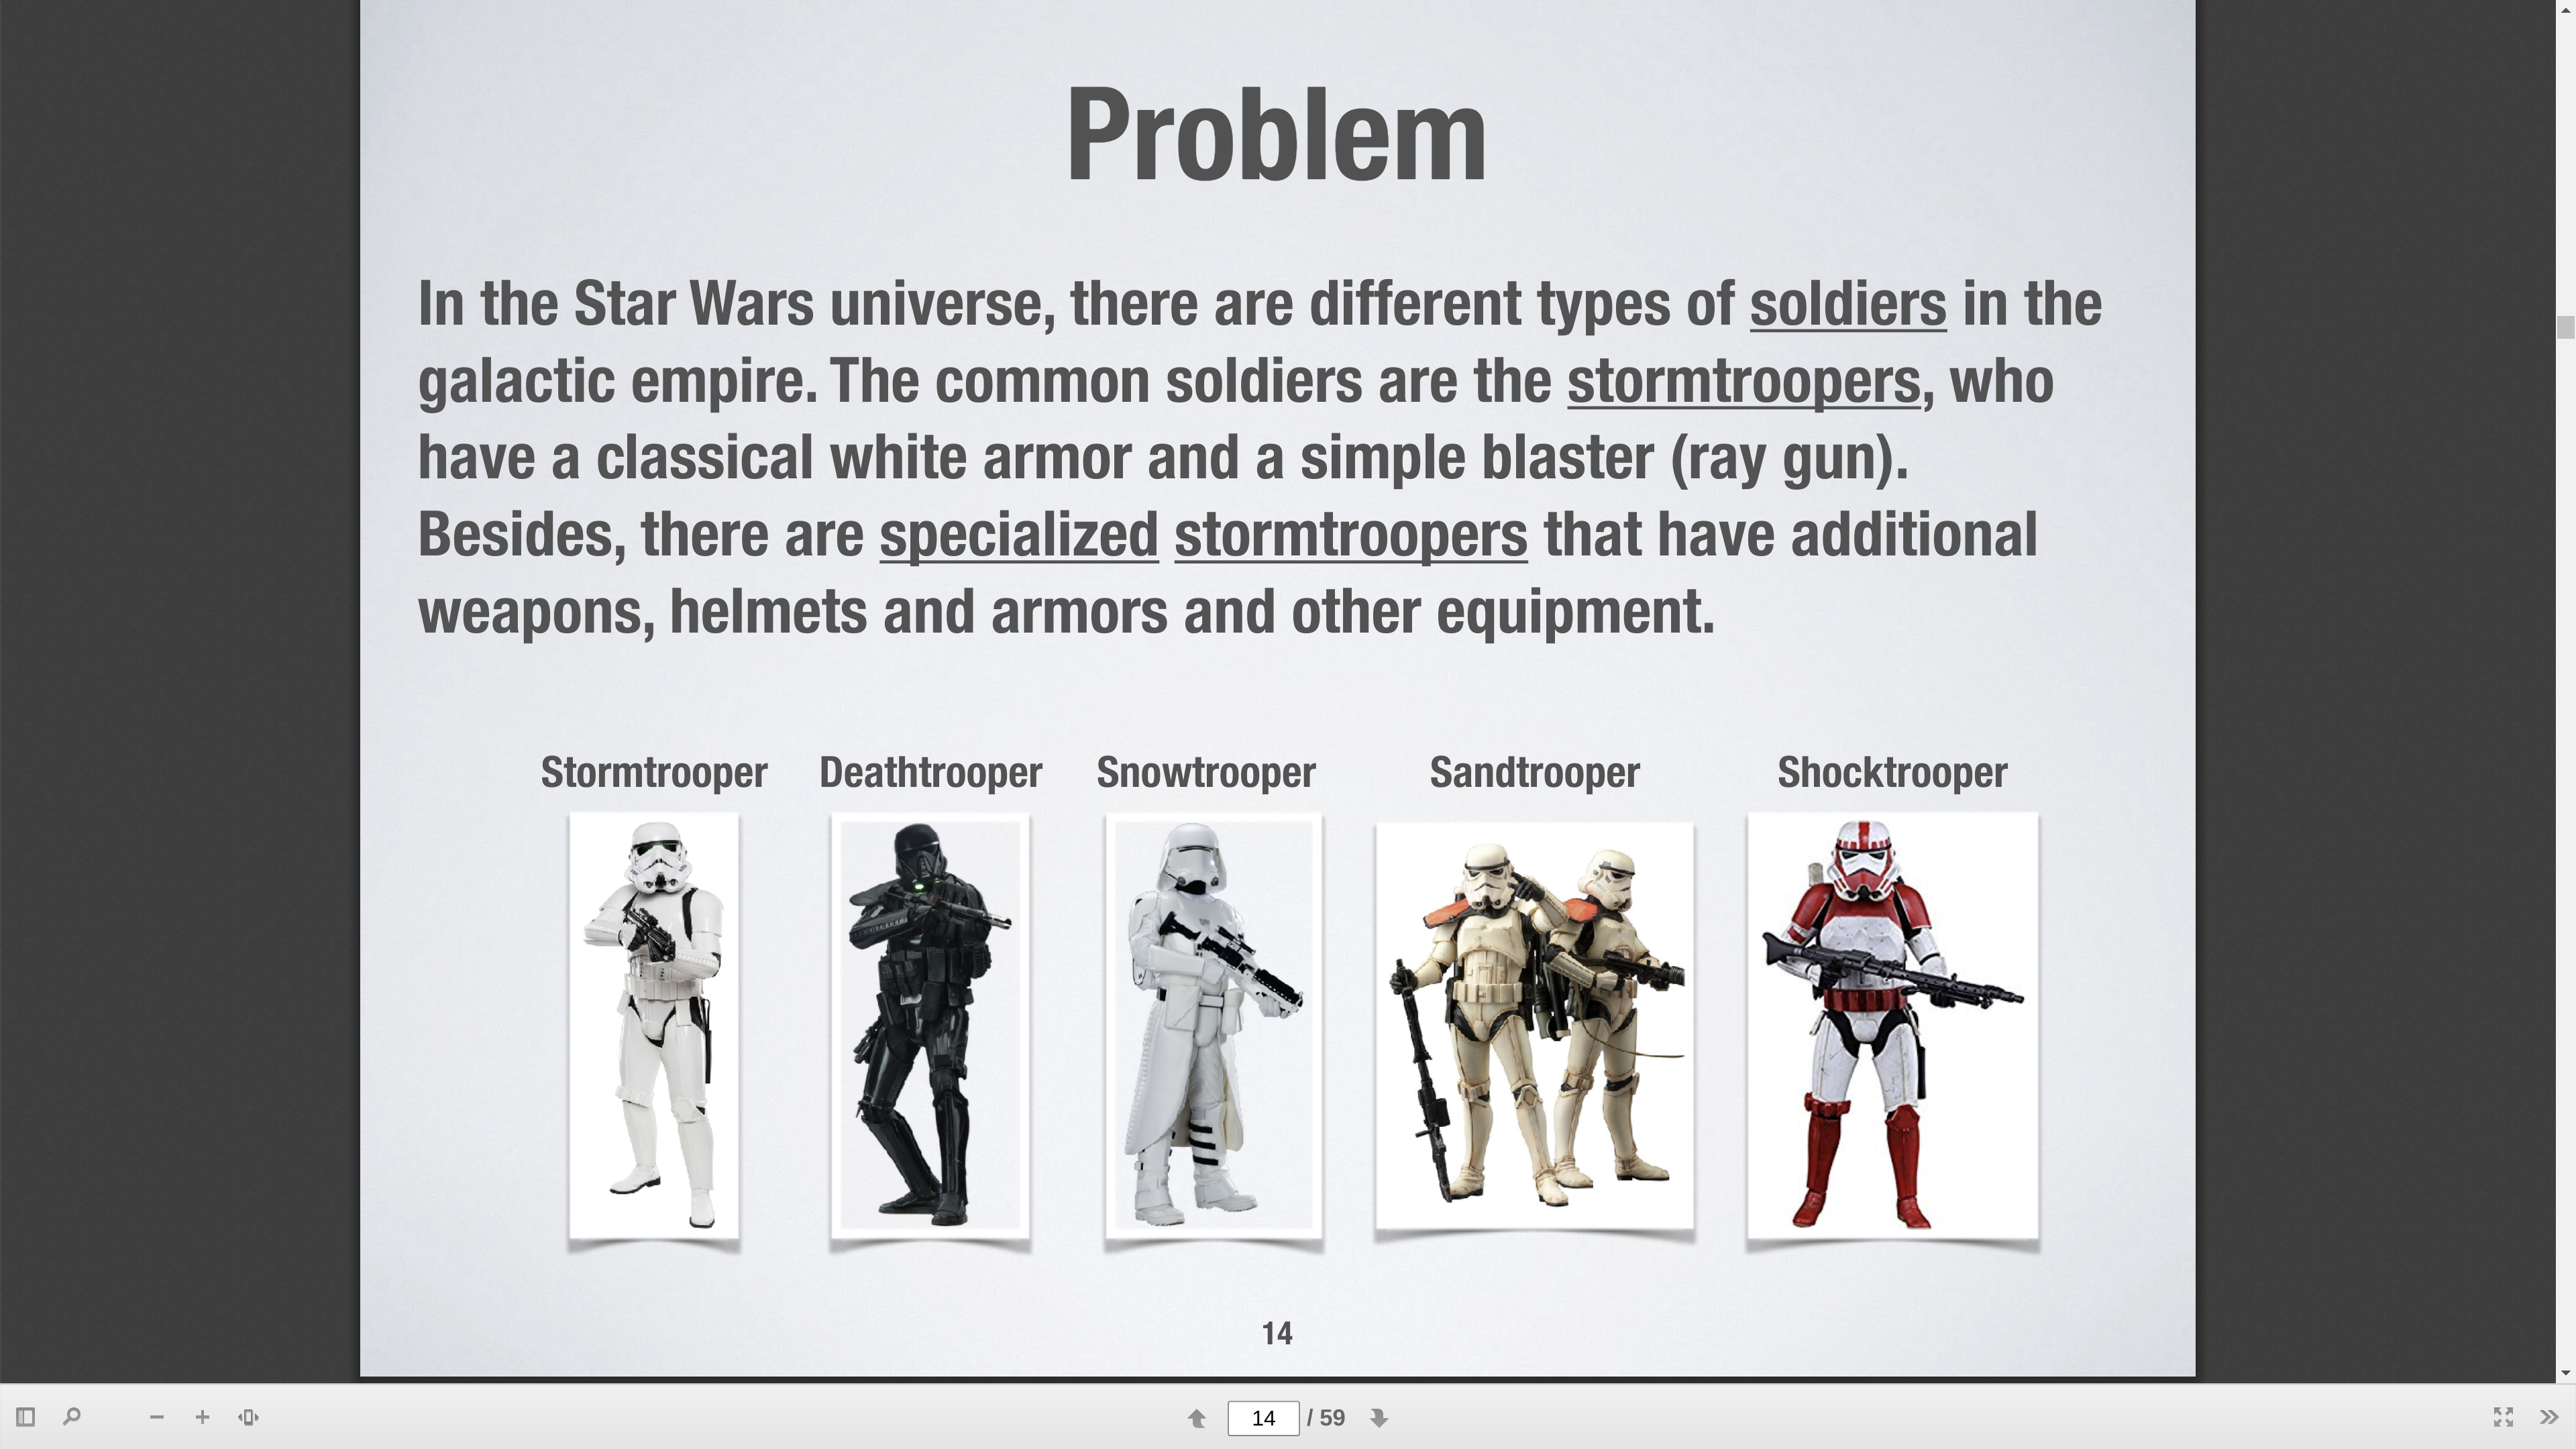 Problem
In the Star Wars universe, there are different types of soldiers in the
galactic empire. The common soldiers are the stormtroopers, who
have a classical white armor and a simple blaster (ray gun).
Besides, there are specialized stormtroopers that have additional
weapons, helmets and armors and other equipment.
Stormtrooper Deathtrooper Snowtrooper Sandtrooper Shocktrooper
14
14 / 59